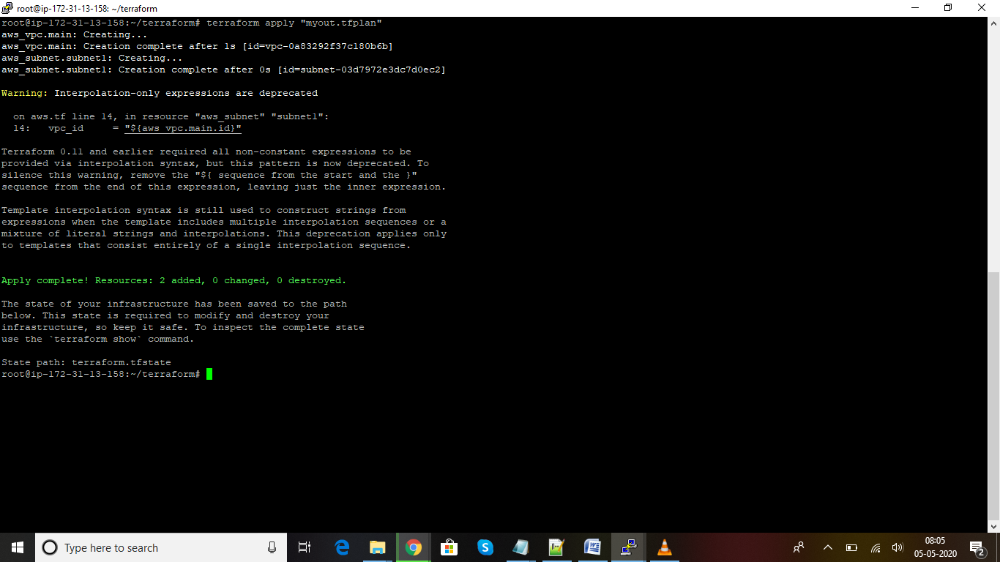 root@ip-172-31-13-158: ~/terraform
root@ip-172-31-13-158:~/terraform# terraform apply "myout.tfplan"
aws_vpc.main: Creating...
aws_vpc.main: Creation complete after 1s [id=vpc-0a83292f37c180b6b]
aws_subnet.subnet1: Creating...
aws_subnet.subnet1: Creation complete after 0s [id=subnet-03d7972e3dc7d0ec2]
Warning: Interpolation-only expressions are deprecated
on aws.tf line 14, in resource "aws_subnet" "subnet1":
14:   vpc_id     = "${aws_vpc.main.id}"
Terraform 0.11 and earlier required all non-constant expressions to be
provided via interpolation syntax, but this pattern is now deprecated. To
silence this warning, remove the "${ sequence from the start and the }"
sequence from the end of this expression, leaving just the inner expression.
Template interpolation syntax is still used to construct strings from
expressions when the template includes multiple interpolation sequences or a
mixture of literal strings and interpolations. This deprecation applies only
to templates that consist entirely of a single interpolation sequence.
Apply complete! Resources: 2 added, 0 changed, 0 destroyed.
The state of your infrastructure has been saved to the path
below. This state is required to modify and destroy your
infrastructure, so keep it safe. To inspect the complete state
use the `terraform show` command.
State path: terraform.tfstate
root@ip-172-31-13-158:~/terraform#
Type here to search
08:05
05-05-2020
2